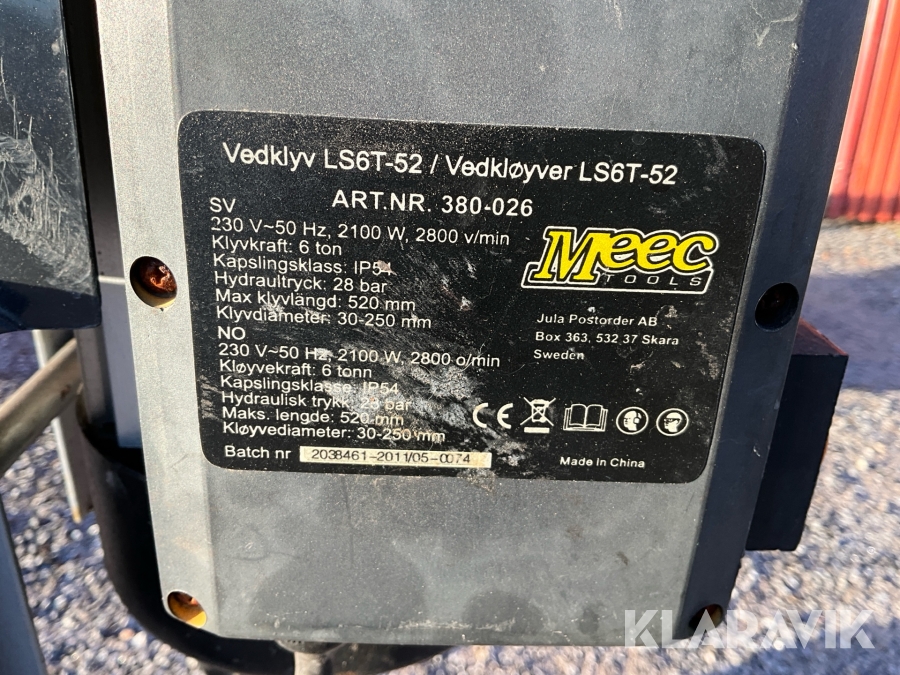 Vedklyv LS6T-52 / Vedkløyver LS6T-52
ART.NR. 380-026
SV
230 V~50 Hz, 2100 W, 2800 v/min
Klyvkraft: 6 ton
Kapslingsklass: IP54
Hydraultryck: 28 bar
Max klyvlängd: 520 mm
Klyvdiameter: 30-250 mm
NO
230 V~50 Hz, 2100 W, 2800 o/min
Kløyvekraft: 6 tonn
Kapslingsklasse: IP54
Hydraulisk trykk: 28 bar
Maks. lengde: 520 mm
Kløyvediameter: 30-250 mm
Batch nr 2038461-2011/05-0074
Meec
TOOLS
Jula Postorder AB
Box 363, 532 37 Skara
Sweden
CE
Made in China
KLARAVIK